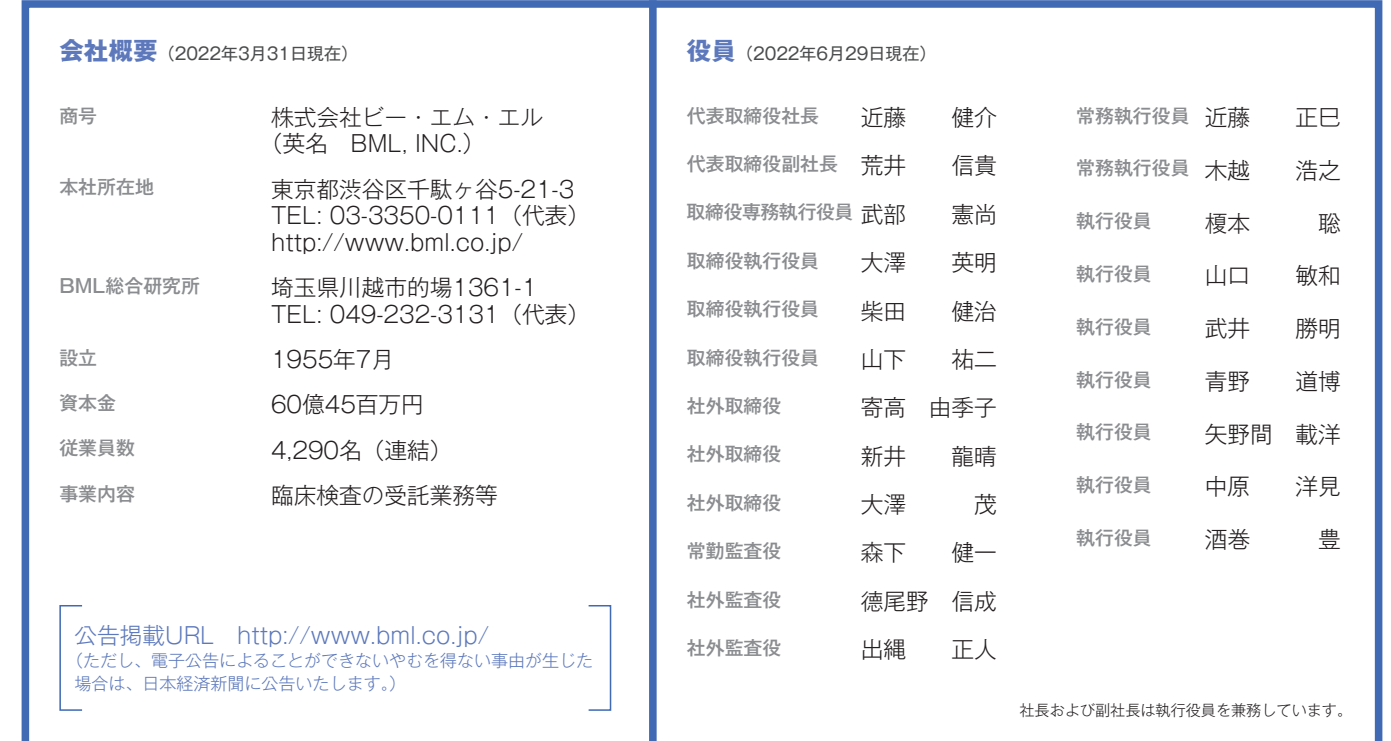 会社概要（2022年3月31日現在）
商号 株式会社ビー・エム・エル
（英名　BML, INC.）
本社所在地 東京都渋谷区千駄ヶ谷5-21-3
TEL: 03-3350-0111（代表）
http://www.bml.co.jp/
BML総合研究所 埼玉県川越市的場1361-1
TEL: 049-232-3131（代表）
設立 1955年7月
資本金 60億45百万円
従業員数 4,290名（連結）
事業内容 臨床検査の受託業務等
公告掲載URL　http://www.bml.co.jp/
（ただし、電子公告によることができないやむを得ない事由が生じた
場合は、日本経済新聞に公告いたします。）
役員（2022年6月29日現在）
代表取締役社長 近藤　健介
代表取締役副社長 荒井　信貴
取締役専務執行役員 武部　憲尚
取締役執行役員 大澤　英明
取締役執行役員 柴田　健治
取締役執行役員 山下　祐二
社外取締役 寄高　由季子
社外取締役 新井　龍晴
社外取締役 大澤　茂
常勤監査役 森下　健一
社外監査役 德尾野　信成
社外監査役 出縄　正人
常務執行役員 近藤　正巳
常務執行役員 木越　浩之
執行役員 榎本　聡
執行役員 山口　敏和
執行役員 武井　勝明
執行役員 青野　道博
執行役員 矢野間　載洋
執行役員 中原　洋見
執行役員 酒巻　豊
社長および副社長は執行役員を兼務しています。